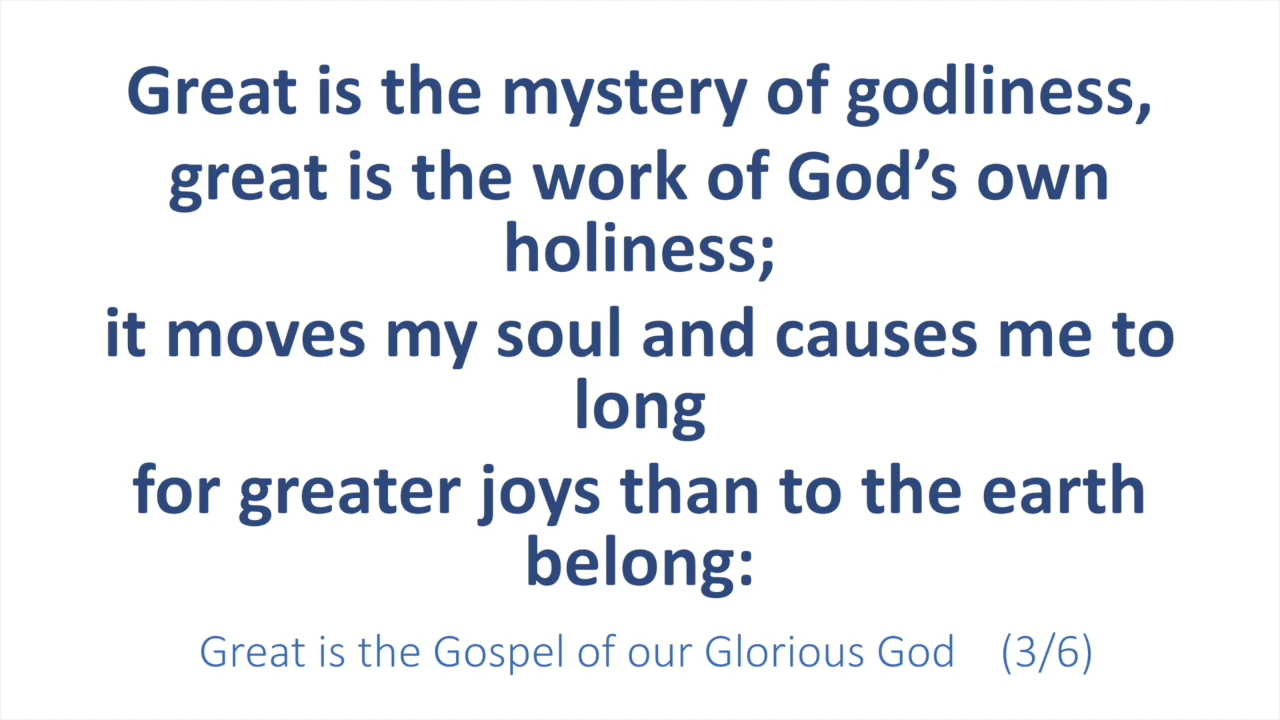 Great is the mystery of godliness,
great is the work of God’s own
holiness;
it moves my soul and causes me to
long
for greater joys than to the earth
belong:
Great is the Gospel of our Glorious God (3/6)